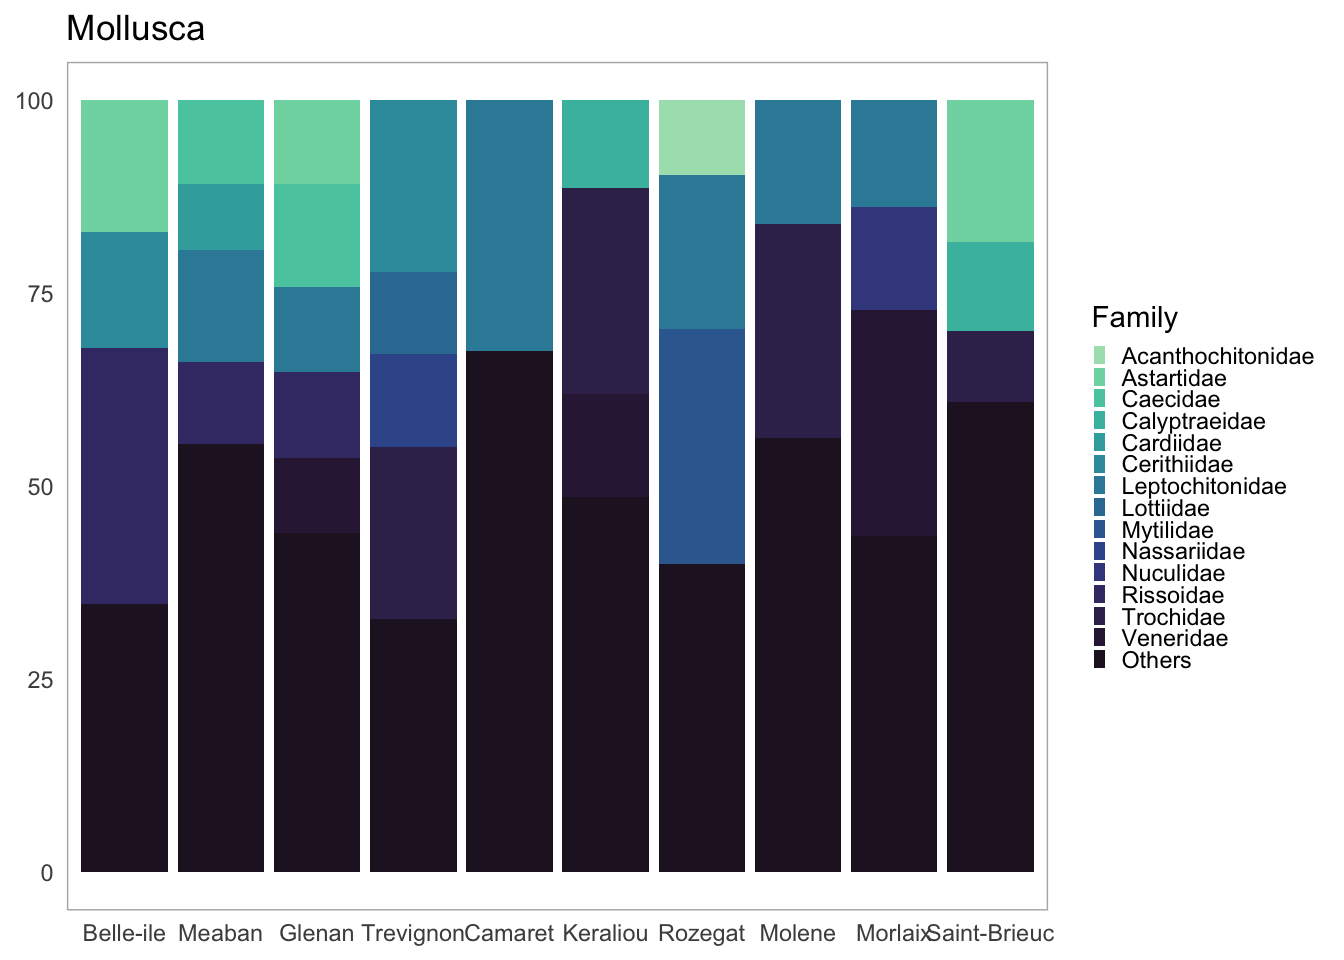 Mollusca
100
75
50
25
0
Belle-ile Meaban Glenan Trevignon Camaret Keraliou Rozegat Molene Morlaix Saint-Brieuc
Family
Acanthochitonidae
Astartidae
Caecidae
Calyptraeidae
Cardiidae
Cerithiidae
Leptochitonidae
Lottiidae
Mytilidae
Nassariidae
Nuculidae
Rissoidae
Trochidae
Veneridae
Others